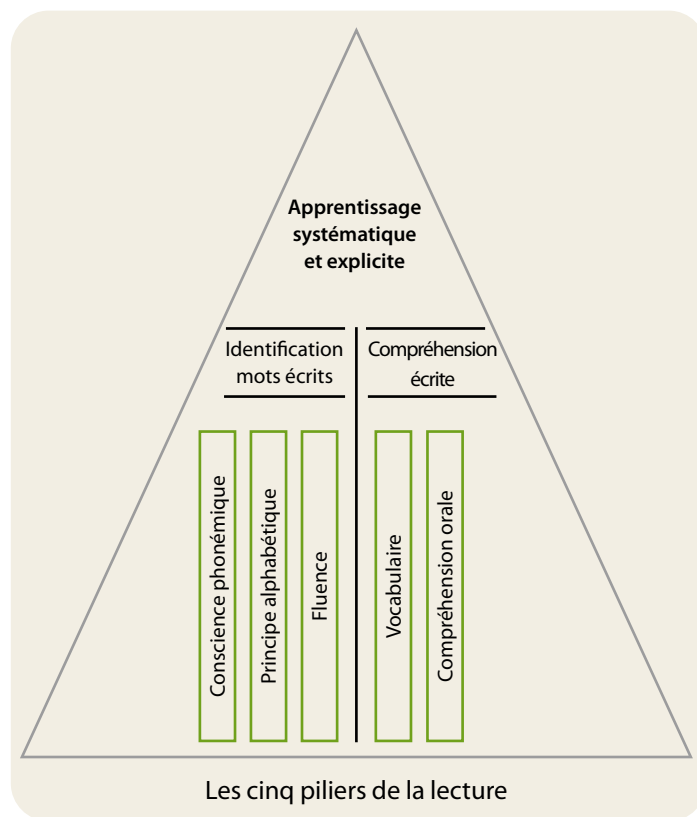 Apprentissage
systématique
et explicite
Identification
mots écrits
Compréhension
écrite
Conscience phonémique
Principe alphabétique
Fluence
Vocabulaire
Compréhension orale
Les cinq piliers de la lecture